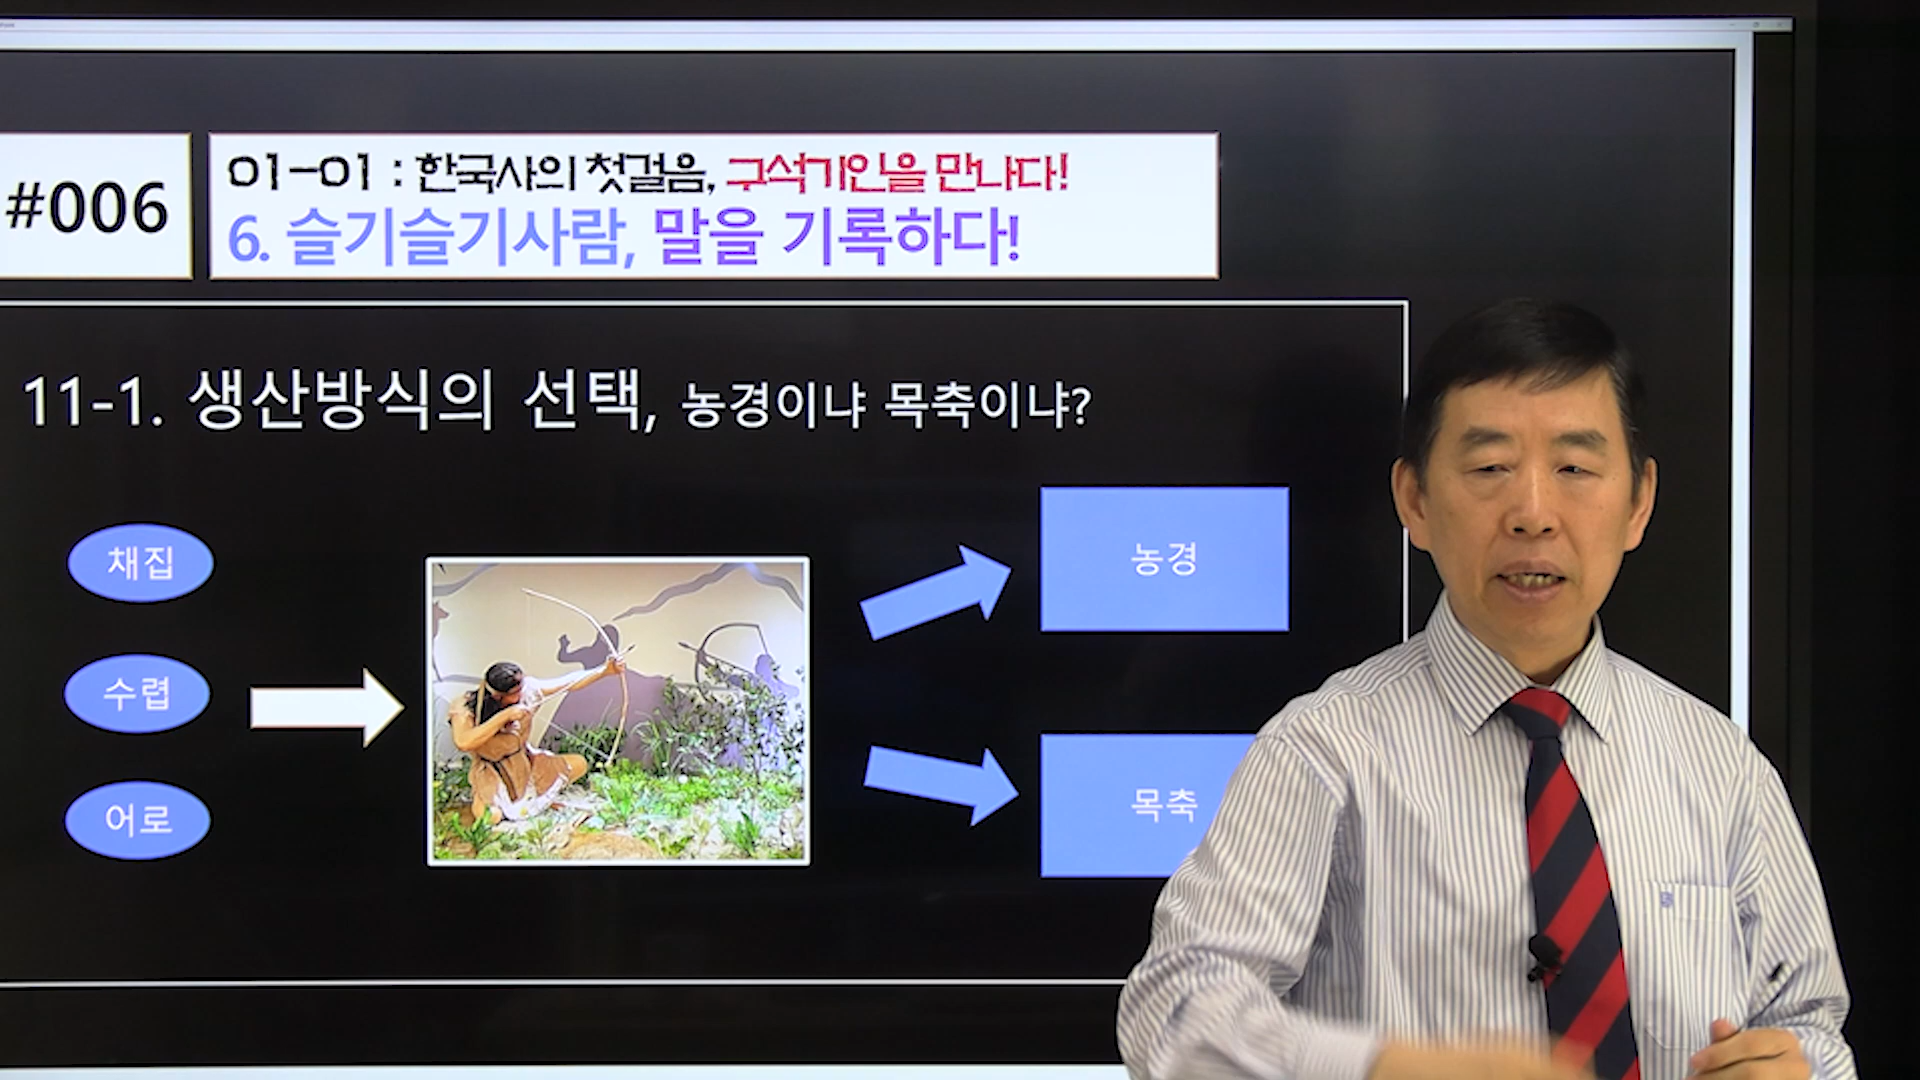 #006
01-01 : 한국사의 첫걸음, 구석기인을 만나다!
6. 슬기슬기사람, 말을 기록하다!
11-1. 생산방식의 선택, 농경이냐 목축이냐?
채집
수렵
어로
농경
목축